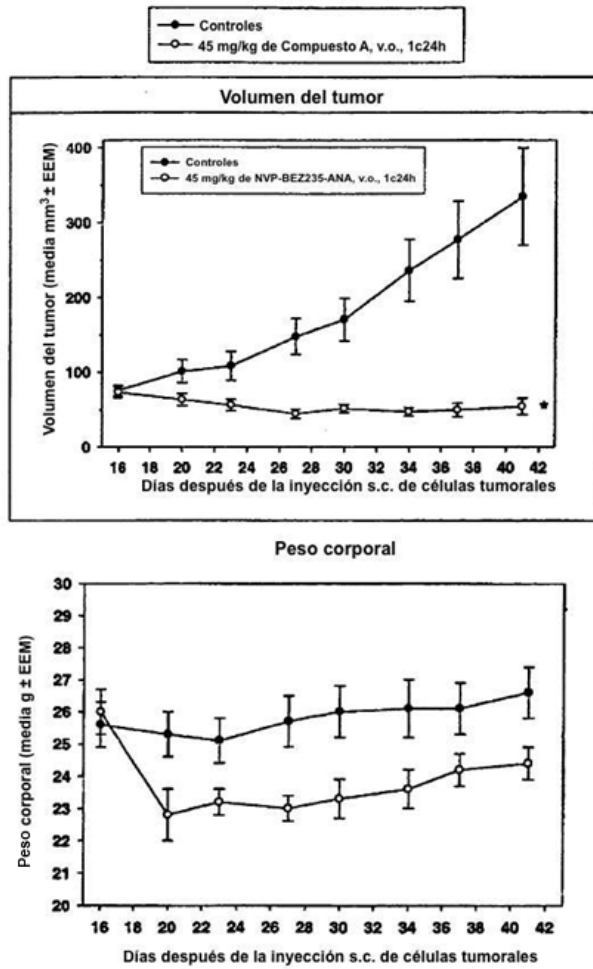 Controles
45 mg/kg de Compuesto A, v.o., 1c24h
Volumen del tumor
Controles
45 mg/kg de NVP-BEZ235-ANA, v.o., 1c24h
Volumen del tumor (media mm³ ± EEM)
400
300
200
100
0
*
16 18 20 22 24 26 28 30 32 34 36 38 40 42
Días después de la inyección s.c. de células tumorales
Peso corporal
Peso corporal (media g ± EEM)
30
29
28
27
26
25
24
23
22
21
20
16 18 20 22 24 26 28 30 32 34 36 38 40 42
Días después de la inyección s.c. de células tumorales